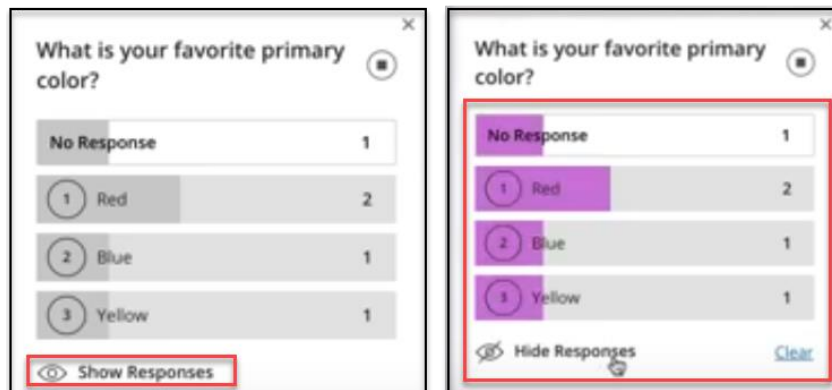 What is your favorite primary
color?
No Response 1
1 Red 2
2 Blue 1
3 Yellow 1
Show Responses
What is your favorite primary
color?
No Response 1
1 Red 2
2 Blue 1
3 Yellow 1
Hide Responses Clear